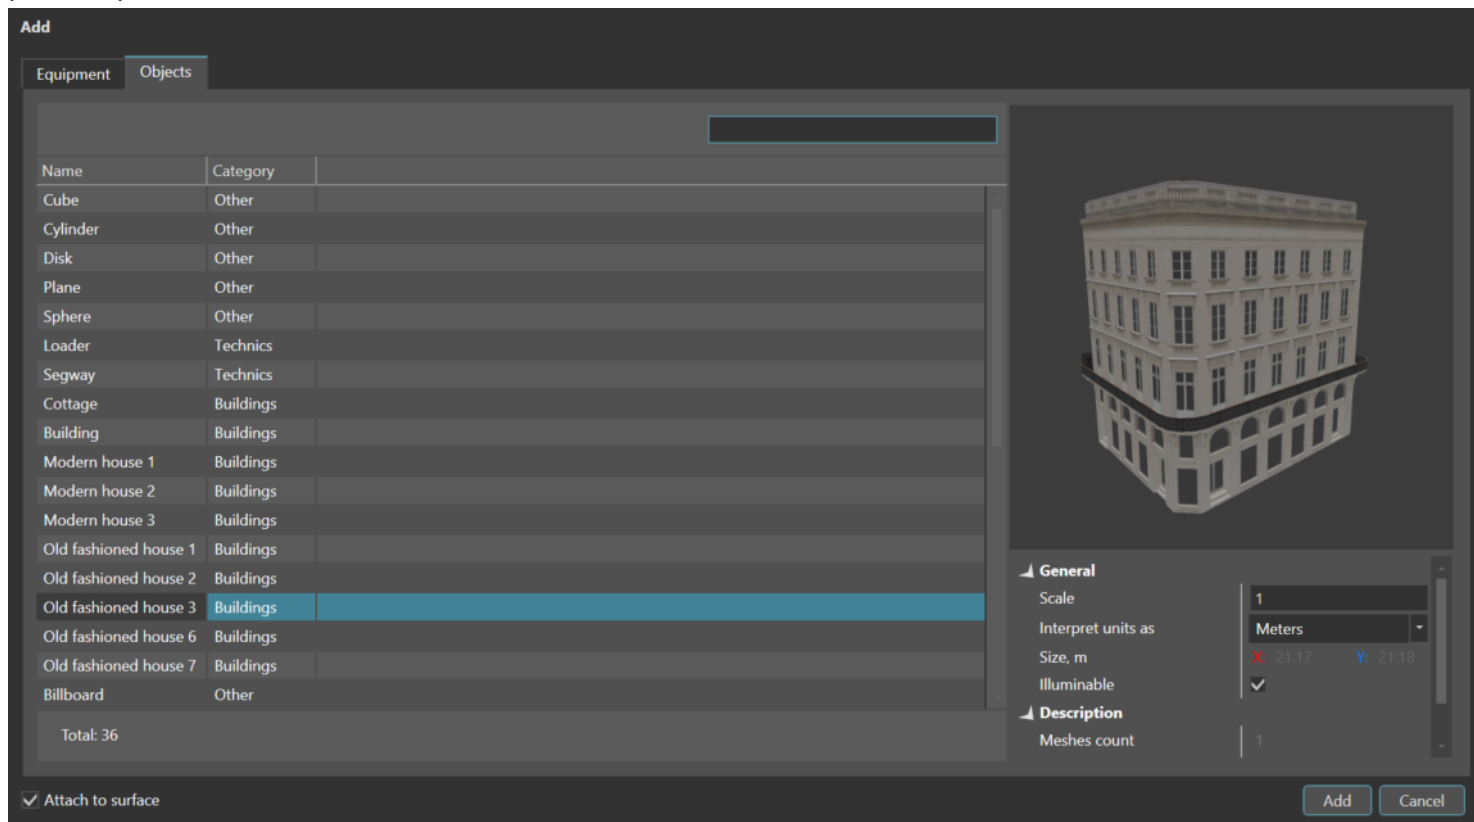 Add
Equipment Objects
Name Category
Cube Other
Cylinder Other
Disk Other
Plane Other
Sphere Other
Loader Technics
Segway Technics
Cottage Buildings
Building Buildings
Modern house 1 Buildings
Modern house 2 Buildings
Modern house 3 Buildings
Old fashioned house 1 Buildings
Old fashioned house 2 Buildings
Old fashioned house 3 Buildings
Old fashioned house 6 Buildings
Old fashioned house 7 Buildings
Billboard Other
Total: 36
General
Scale 1
Interpret units as Meters
Size, m X: 21.17 Y: 21.18
Illuminable
Description
Meshes count 1
Attach to surface
Add Cancel